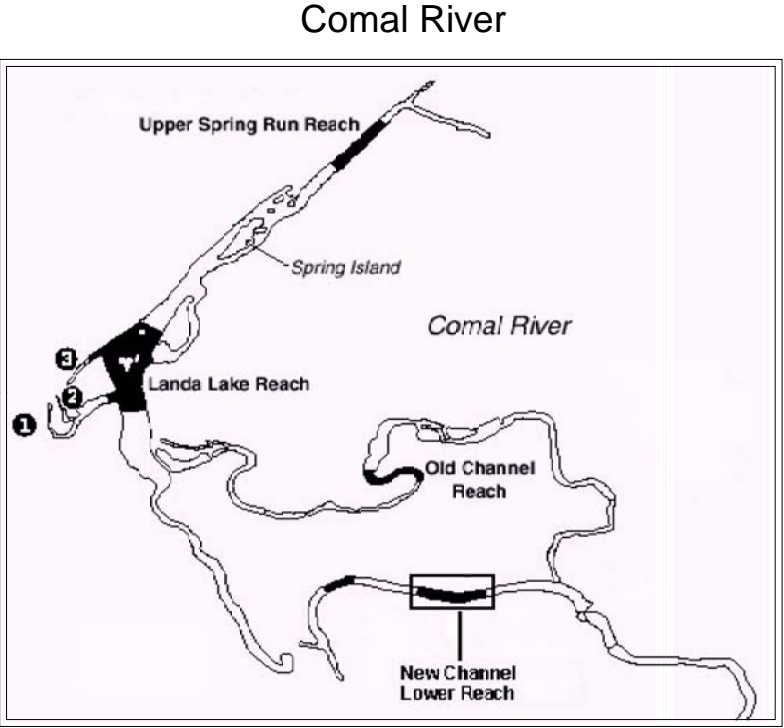 Comal River
Upper Spring Run Reach
Spring Island
Comal River
3
Landa Lake Reach
2
1
Old Channel
Reach
New Channel
Lower Reach